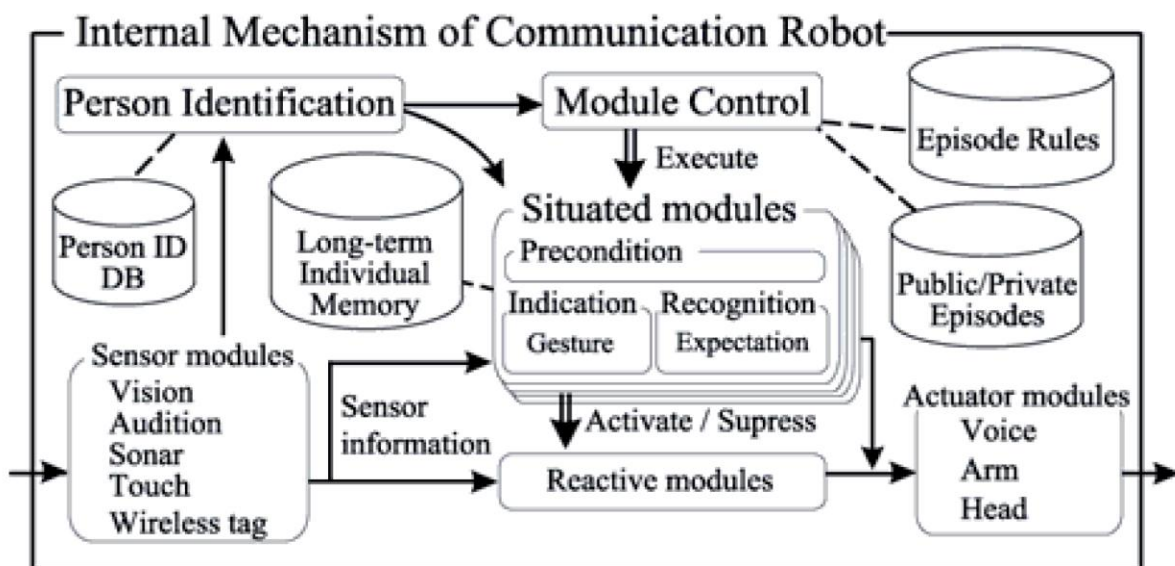 Internal Mechanism of Communication Robot
Person Identification
Module Control
Episode Rules
Execute
Person ID
DB
Long-term
Individual
Memory
Situated modules
Precondition
Indication
Gesture
Recognition
Expectation
Public/Private
Episodes
Sensor modules
Vision
Audition
Sonar
Touch
Wireless tag
Sensor
information
Activate / Supress
Reactive modules
Actuator modules
Voice
Arm
Head